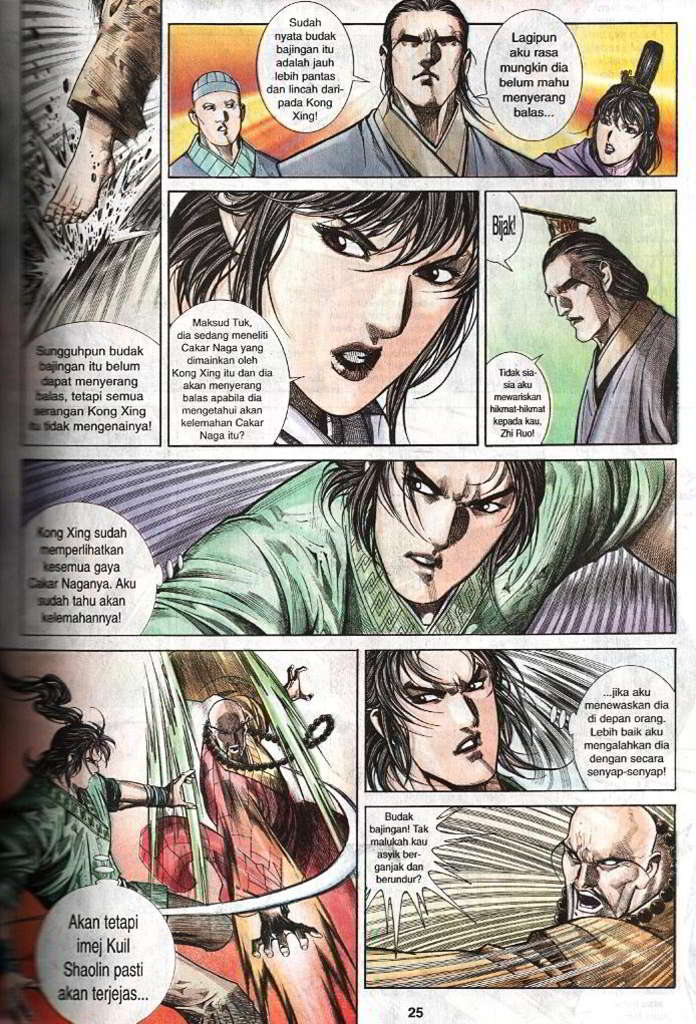 Sungguhpun budak
bajingan itu belum
dapat menyerang
balas, tetapi semua
serangan Kong Xing
itu tidak mengenainya!
Sudah
nyata budak
bajingan itu
adalah jauh
lebih pantas
dan lincah dari-
pada Kong
Xing!
Lagipun
aku rasa
mungkin dia
belum mahu
menyerang
balas...
Maksud Tuk,
dia sedang meneliti
Cakar Naga yang
dimainkan oleh
Kong Xing itu dan dia
akan menyerang
balas apabila dia
mengetahui akan
kelemahan Cakar
Naga itu?
Bijak!
Tidak sia-
sia aku
mewariskan
hikmat-hikmat
kepada kau,
Zhi Ruo!
Kong Xing sudah
memperlihatkan
kesemua gaya
Cakar Naganya. Aku
sudah tahu akan
kelemahannya!
Akan tetapi
imej Kuil
Shaolin pasti
akan terjejas...
...jika aku
menewaskan dia
di depan orang.
Lebih baik aku
mengalahkan dia
dengan secara
senyap-senyap!
Budak
bajingan! Tak
malukah kau
asyik ber-
ganjak dan
berundur?
25